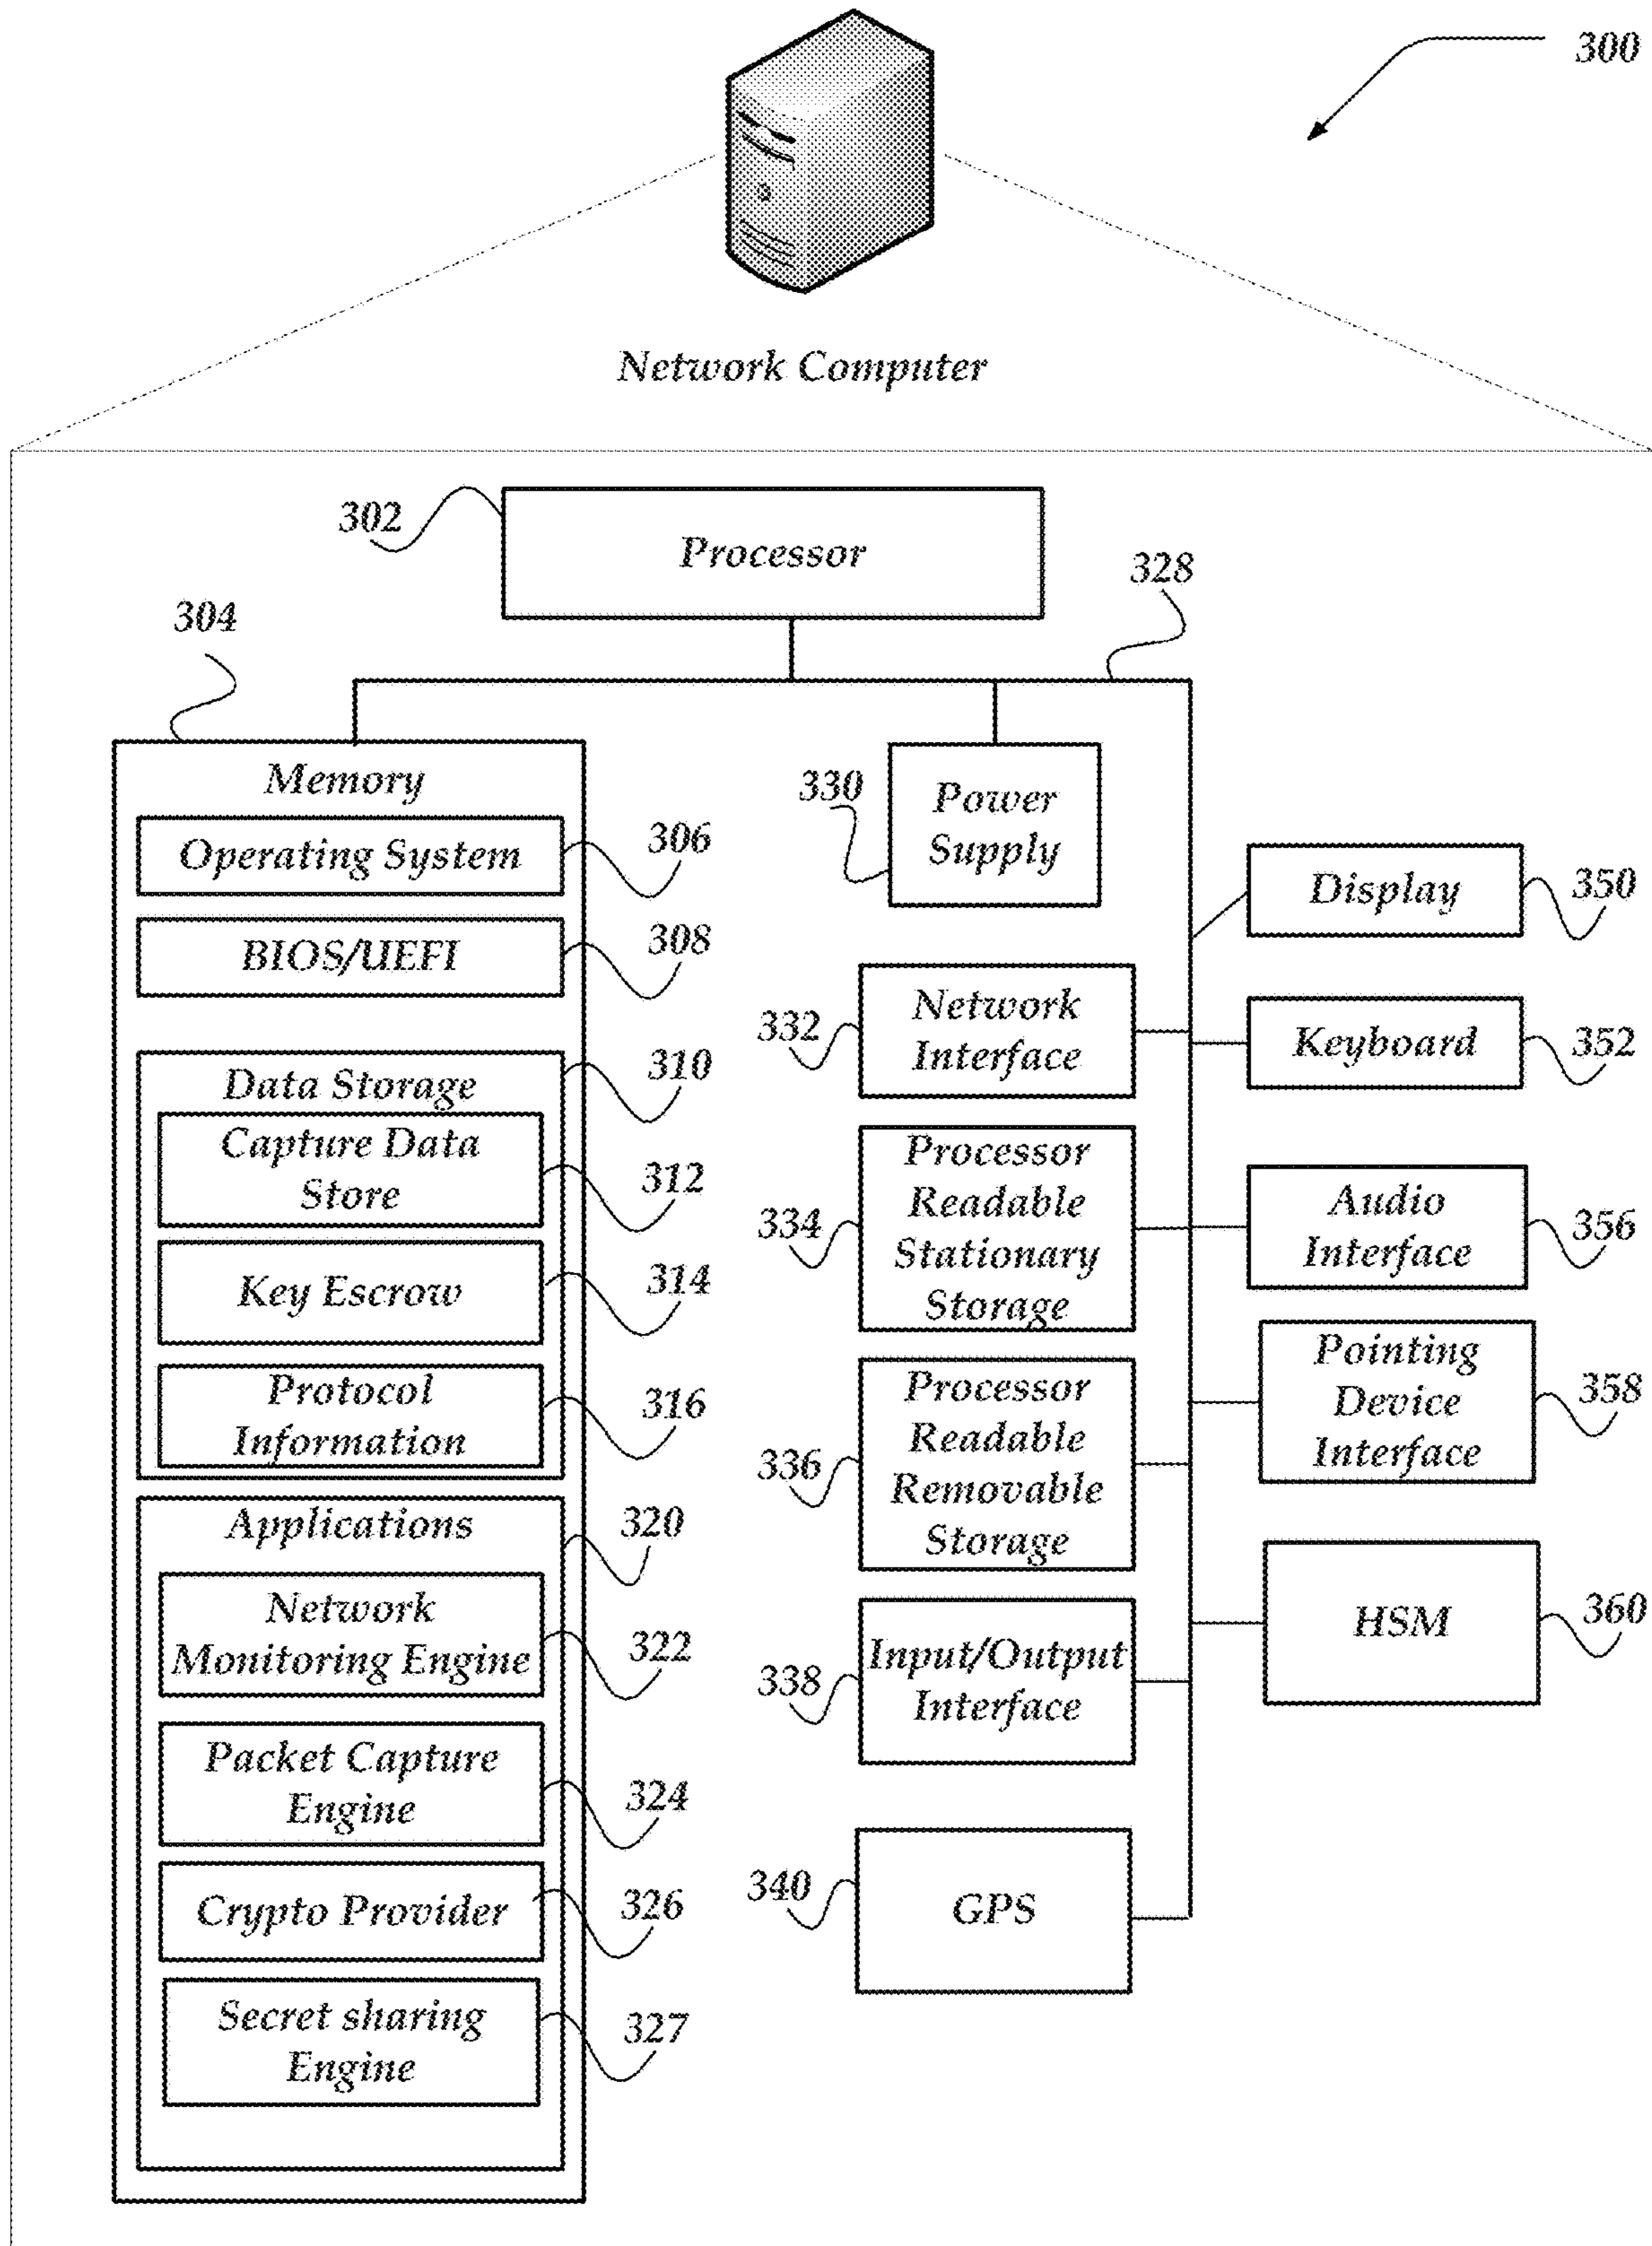 300
Network Computer
302
Processor
328
304
Memory
Operating System
306
BIOS/UEFI
308
Data Storage
310
Capture Data
Store
312
Key Escrow
314
Protocol
Information
316
Applications
320
Network
Monitoring Engine
322
Packet Capture
Engine
324
Crypto Provider
326
Secret sharing
Engine
327
330
Power
Supply
332
Network
Interface
334
Processor
Readable
Stationary
Storage
336
Processor
Readable
Removable
Storage
338
Input/Output
Interface
340
GPS
Display
350
Keyboard
352
Audio
Interface
356
Pointing
Device
Interface
358
HSM
360